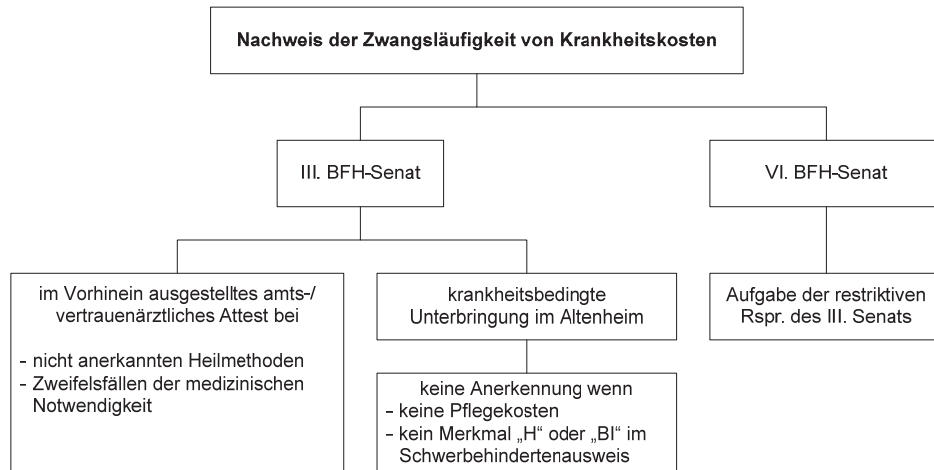 Nachweis der Zwangsläufigkeit von Krankheitskosten
III. BFH-Senat
VI. BFH-Senat
im Vorhinein ausgestelltes amts-/
vertrauenärztliches Attest bei
- nicht anerkannten Heilmethoden
- Zweifelsfällen der medizinischen
Notwendigkeit
krankheitsbedingte
Unterbringung im Altenheim
keine Anerkennung wenn
- keine Pflegekosten
- kein Merkmal „H“ oder „BI“ im
Schwerbehindertenausweis
Aufgabe der restriktiven
Rspr. des III. Senats